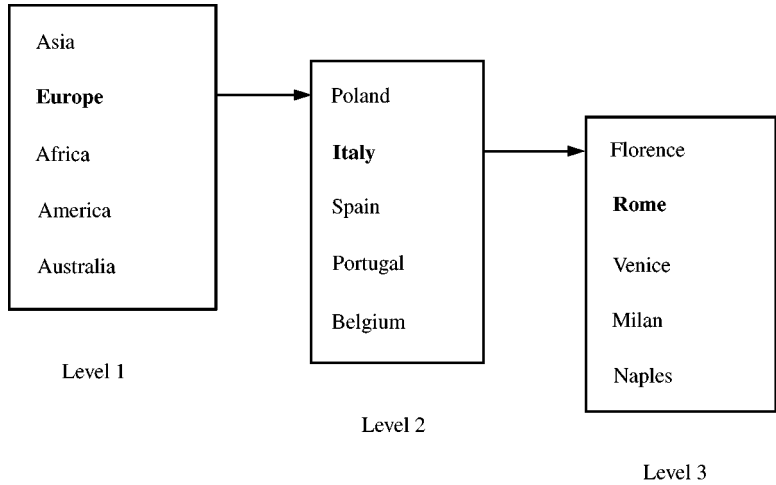 Asia
Europe
Africa
America
Australia
Level 1
Poland
Italy
Spain
Portugal
Belgium
Level 2
Florence
Rome
Venice
Milan
Naples
Level 3